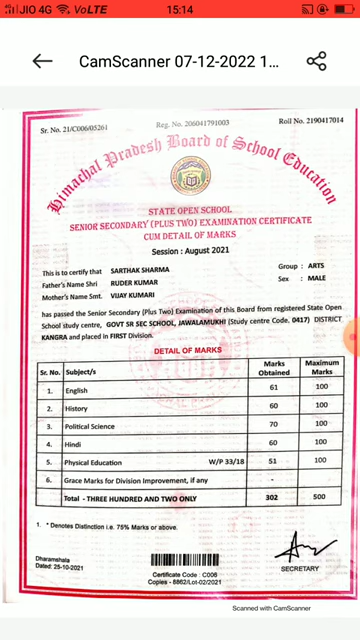 JIO 4G VoLTE 15:14
CamScanner 07-12-2022 1...
Sr. No. 21/C006/05261 Reg. No. 206041791003 Roll No. 2190417014
Himachal Pradesh Board of School Education
STATE OPEN SCHOOL
SENIOR SECONDARY (PLUS TWO) EXAMINATION CERTIFICATE
CUM DETAIL OF MARKS
Session : August 2021
This is to certify that SARTHAK SHARMA Group : ARTS
Father's Name Shri RUDER KUMAR Sex : MALE
Mother's Name Smt. VIJAY KUMARI
has passed the Senior Secondary (Plus Two) Examination of this Board from registered State Open
School study centre, GOVT SR SEC SCHOOL, JAWALAMUKHI (Study centre Code. 0417) DISTRICT
KANGRA and placed in FIRST Division.
DETAIL OF MARKS
Sr. No. Subject/s Marks Obtained Maximum Marks
1. English 61 100
2. History 60 100
3. Political Science 70 100
4. Hindi 60 100
5. Physical Education W/P 33/18 51 100
6. Grace Marks for Division Improvement, if any -
Total - THREE HUNDRED AND TWO ONLY 302 500
1. * Denotes Distinction i.e. 75% Marks or above.
Dharamshala
Dated: 25-10-2021
Certificate Code : C006
Copies - 8862/Lot-02/2021
SECRETARY
Scanned with CamScanner